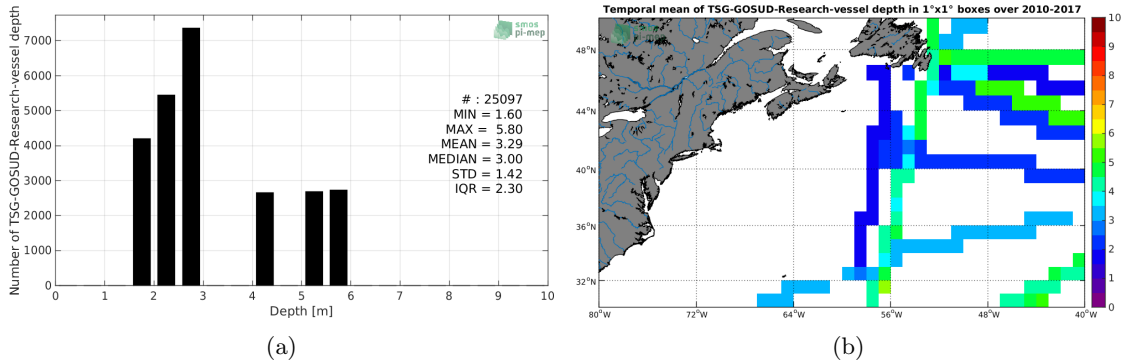 Number of TSG-GOSUD-Research-vessel depth
7000
6000
5000
4000
3000
2000
1000
0
0 1 2 3 4 5 6 7 8 9 10
Depth [m]
smos
pi-mep
# : 25097
MIN = 1.60
MAX = 5.80
MEAN = 3.29
MEDIAN = 3.00
STD = 1.42
IQR = 2.30
(a)
Temporal mean of TSG-GOSUD-Research-vessel depth in 1°x1° boxes over 2010-2017
smos
pi-mep
48°N
44°N
40°N
36°N
32°N
80°W 72°W 64°W 56°W 48°W 40°W
10
9
8
7
6
5
4
3
2
1
0
(b)